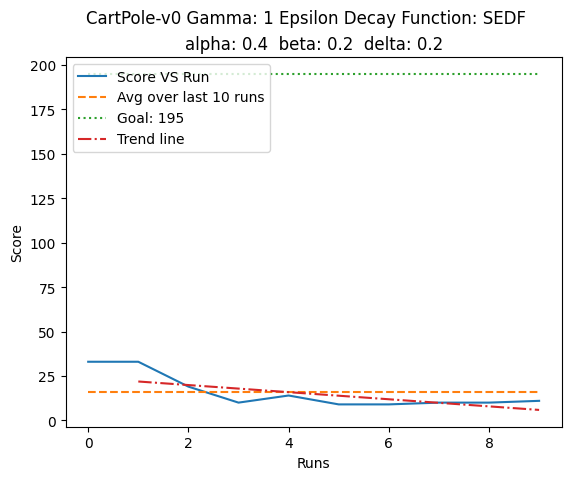 CartPole-v0 Gamma: 1 Epsilon Decay Function: SEDF
alpha: 0.4  beta: 0.2  delta: 0.2
Score VS Run
Avg over last 10 runs
Goal: 195
Trend line
200
175
150
125
100
75
50
25
0
Score
0 2 4 6 8
Runs